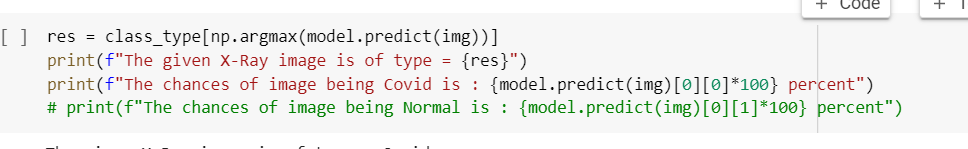 + Code
+
[ ] res = class_type[np.argmax(model.predict(img))]
print(f"The given X-Ray image is of type = {res}")
print(f"The chances of image being Covid is : {model.predict(img)[0][0]*100} percent")
# print(f"The chances of image being Normal is : {model.predict(img)[0][1]*100} percent")